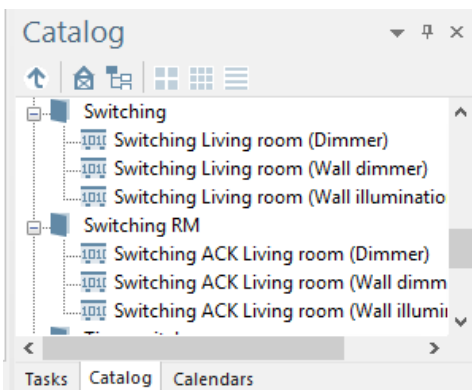 Catalog
Switching
Switching Living room (Dimmer)
Switching Living room (Wall dimmer)
Switching Living room (Wall illuminatio
Switching RM
Switching ACK Living room (Dimmer)
Switching ACK Living room (Wall dimm
Switching ACK Living room (Wall illumi
Tasks Catalog Calendars